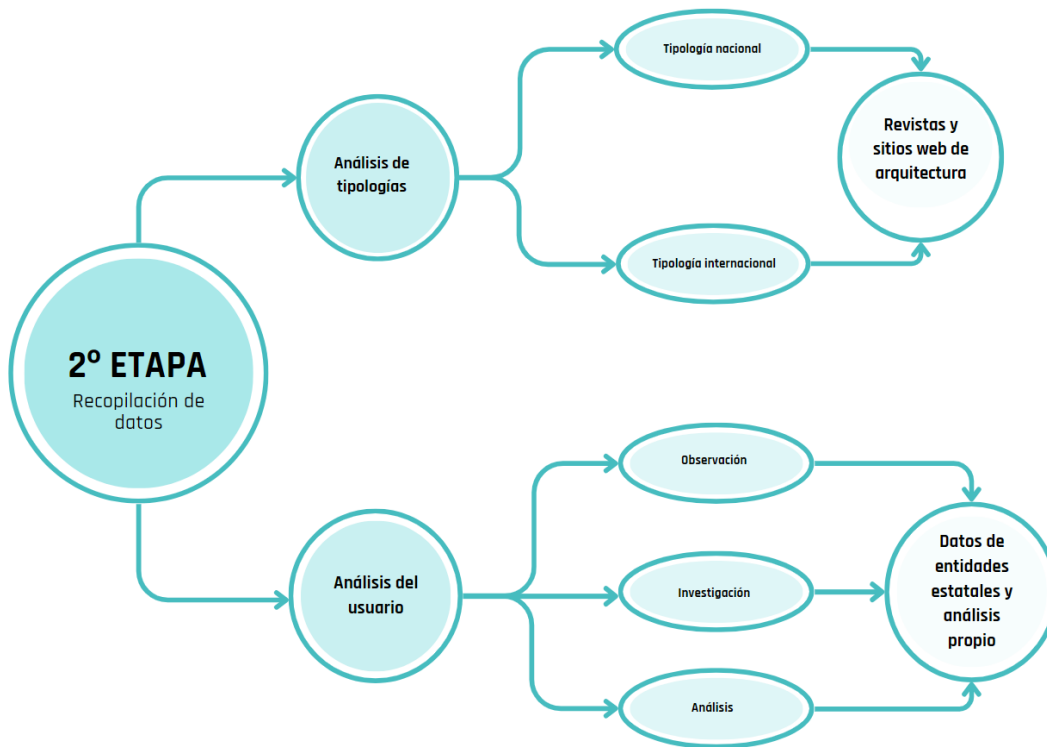 Tipología nacional
Revistas y
sitios web de
arquitectura
Análisis de
tipologías
Tipología internacional
2º ETAPA
Recopilación de
datos
Observación
Análisis del
usuario
Investigación
Datos de
entidades
estatales y
análisis
propio
Análisis